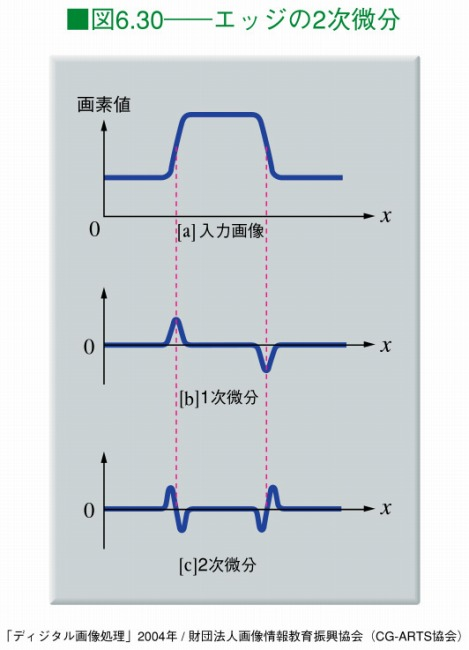 ■図6.30──エッジの2次微分
画素値
0
x
[a]入力画像
0
x
[b]1次微分
0
x
[c]2次微分
「ディジタル画像処理」2004年 / 財団法人画像情報教育振興協会（CG-ARTS協会）